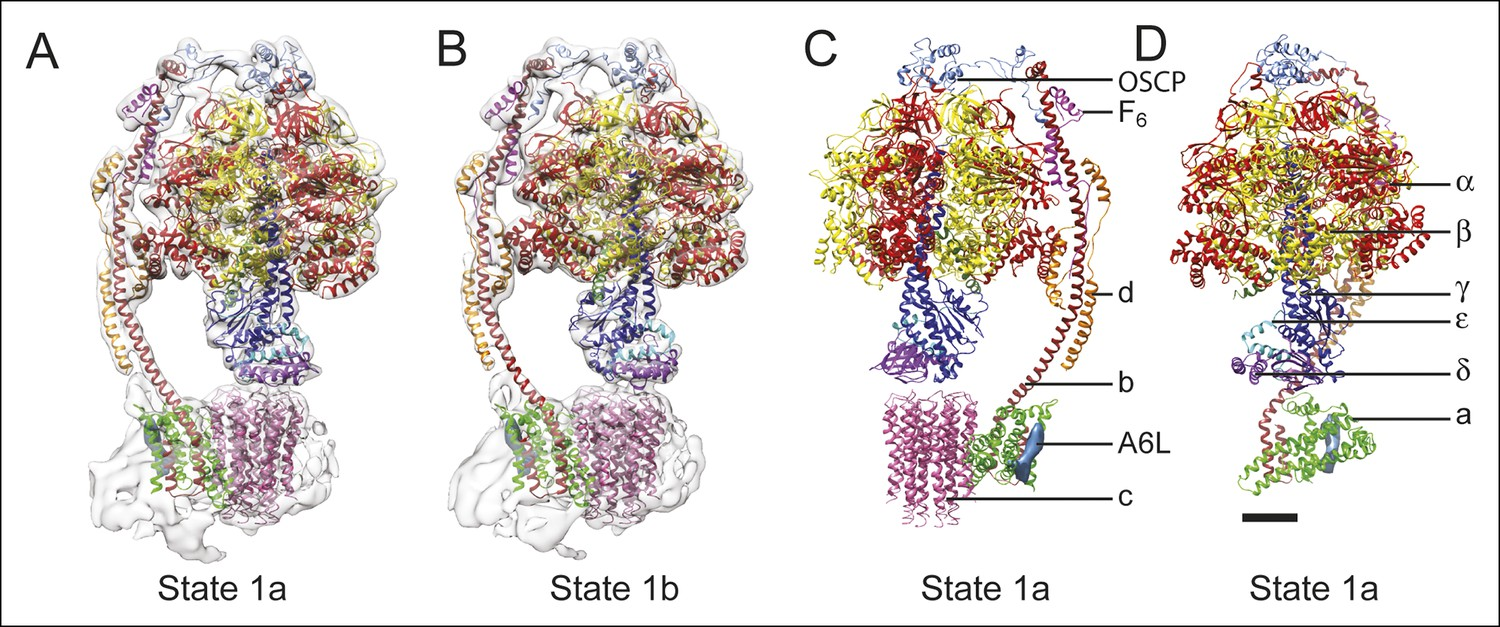 A
B
C
D
OSCP
F6
α
β
γ
d
ε
δ
b
a
A6L
c
State 1a
State 1b
State 1a
State 1a